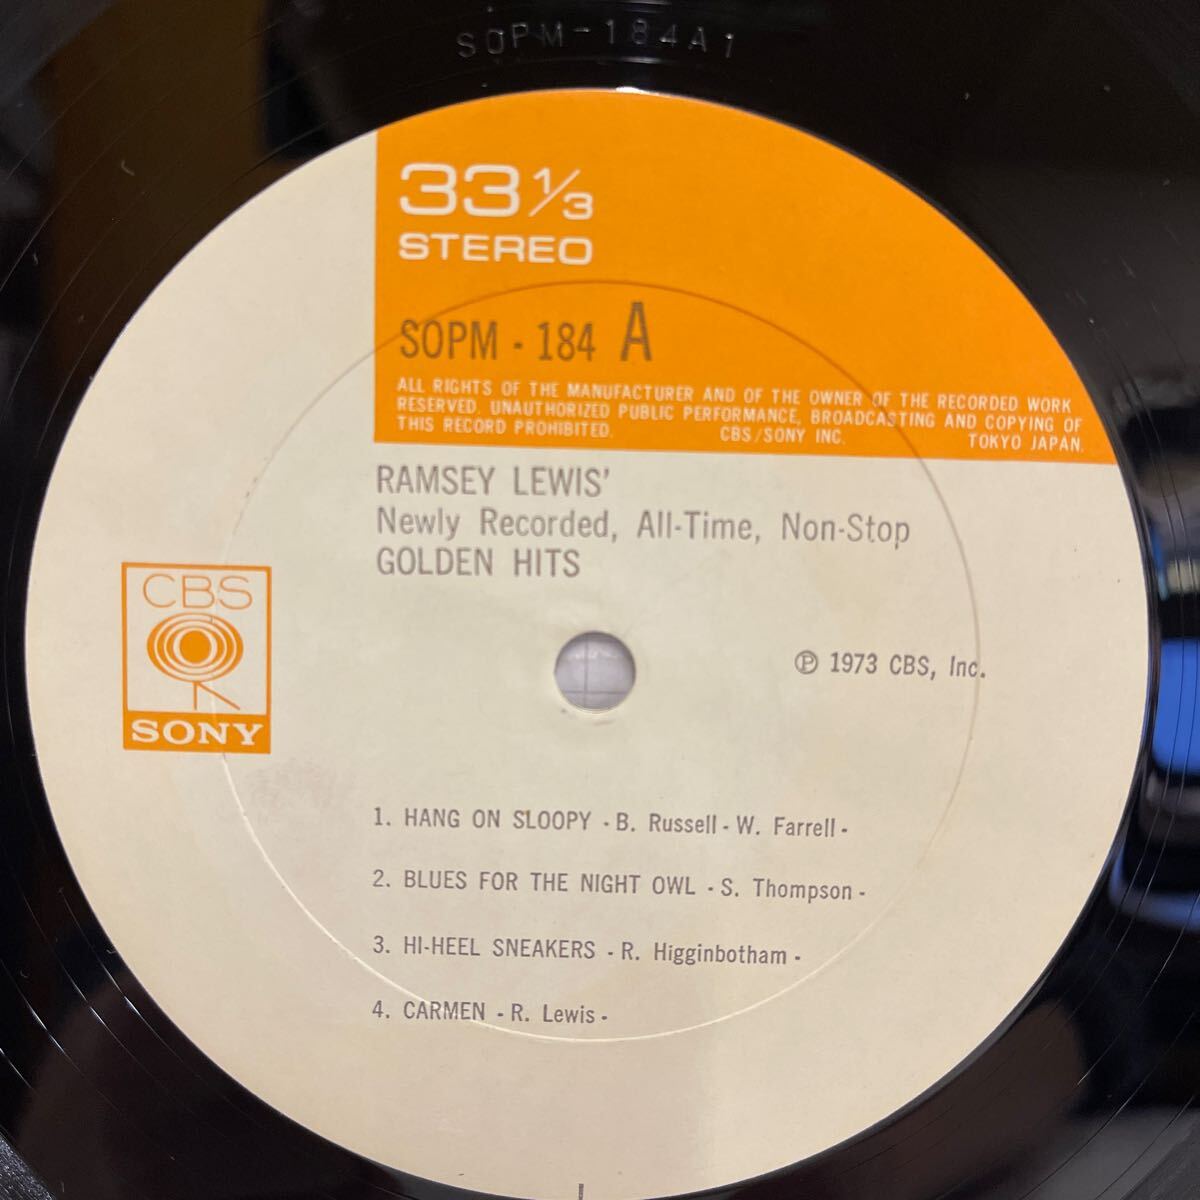 SOPM-184A1
33 1/3
STEREO
SOPM - 184 A
ALL RIGHTS OF THE MANUFACTURER AND OF THE OWNER OF THE RECORDED WORK
RESERVED. UNAUTHORIZED PUBLIC PERFORMANCE, BROADCASTING AND COPYING OF
THIS RECORD PROHIBITED. CBS/SONY INC. TOKYO JAPAN.
RAMSEY LEWIS'
Newly Recorded, All-Time, Non-Stop
GOLDEN HITS
CBS
SONY
℗ 1973 CBS, Inc.
1. HANG ON SLOOPY - B. Russell - W. Farrell -
2. BLUES FOR THE NIGHT OWL - S. Thompson -
3. HI-HEEL SNEAKERS - R. Higginbotham -
4. CARMEN - R. Lewis -